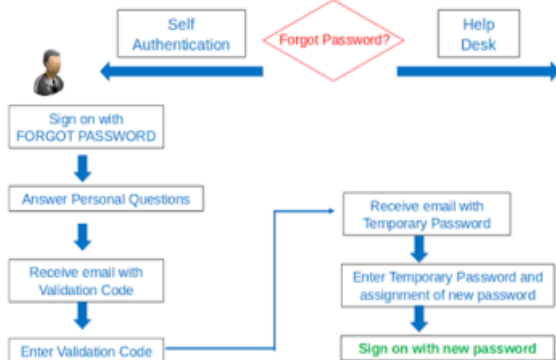 Self
Authentication
Forgot Password?
Help
Desk
Sign on with
FORGOT PASSWORD
Answer Personal Questions
Receive email with
Validation Code
Enter Validation Code
Receive email with
Temporary Password
Enter Temporary Password and
assignment of new password
Sign on with new password